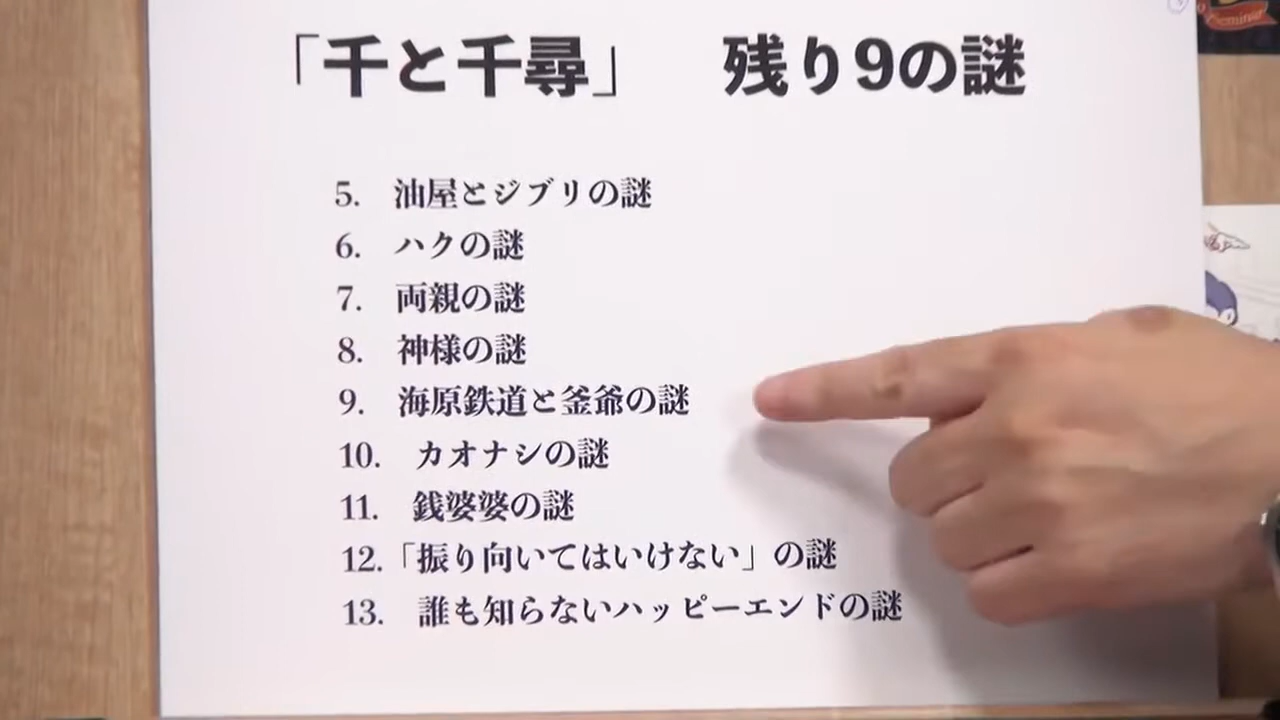 「千と千尋」　残り9の謎
5.　油屋とジブリの謎
6.　ハクの謎
7.　両親の謎
8.　神様の謎
9.　海原鉄道と釜爺の謎
10.　カオナシの謎
11.　銭婆婆の謎
12.「振り向いてはいけない」の謎
13.　誰も知らないハッピーエンドの謎